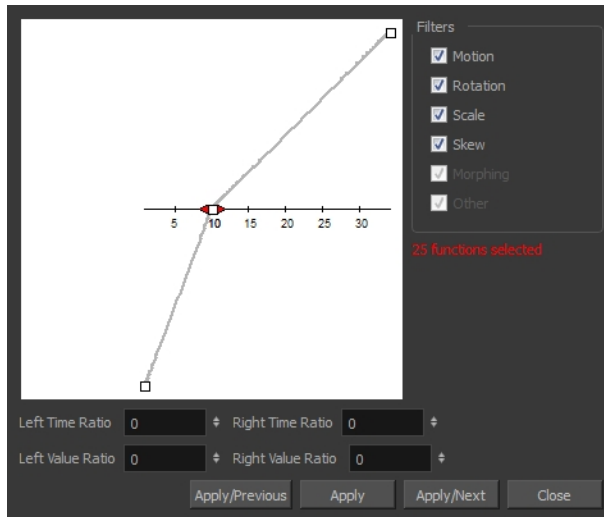 Filters
Motion
Rotation
Scale
Skew
Morphing
Other
5 10 15 20 25 30
25 functions selected
Left Time Ratio 0 Right Time Ratio 0
Left Value Ratio 0 Right Value Ratio 0
Apply/Previous Apply Apply/Next Close